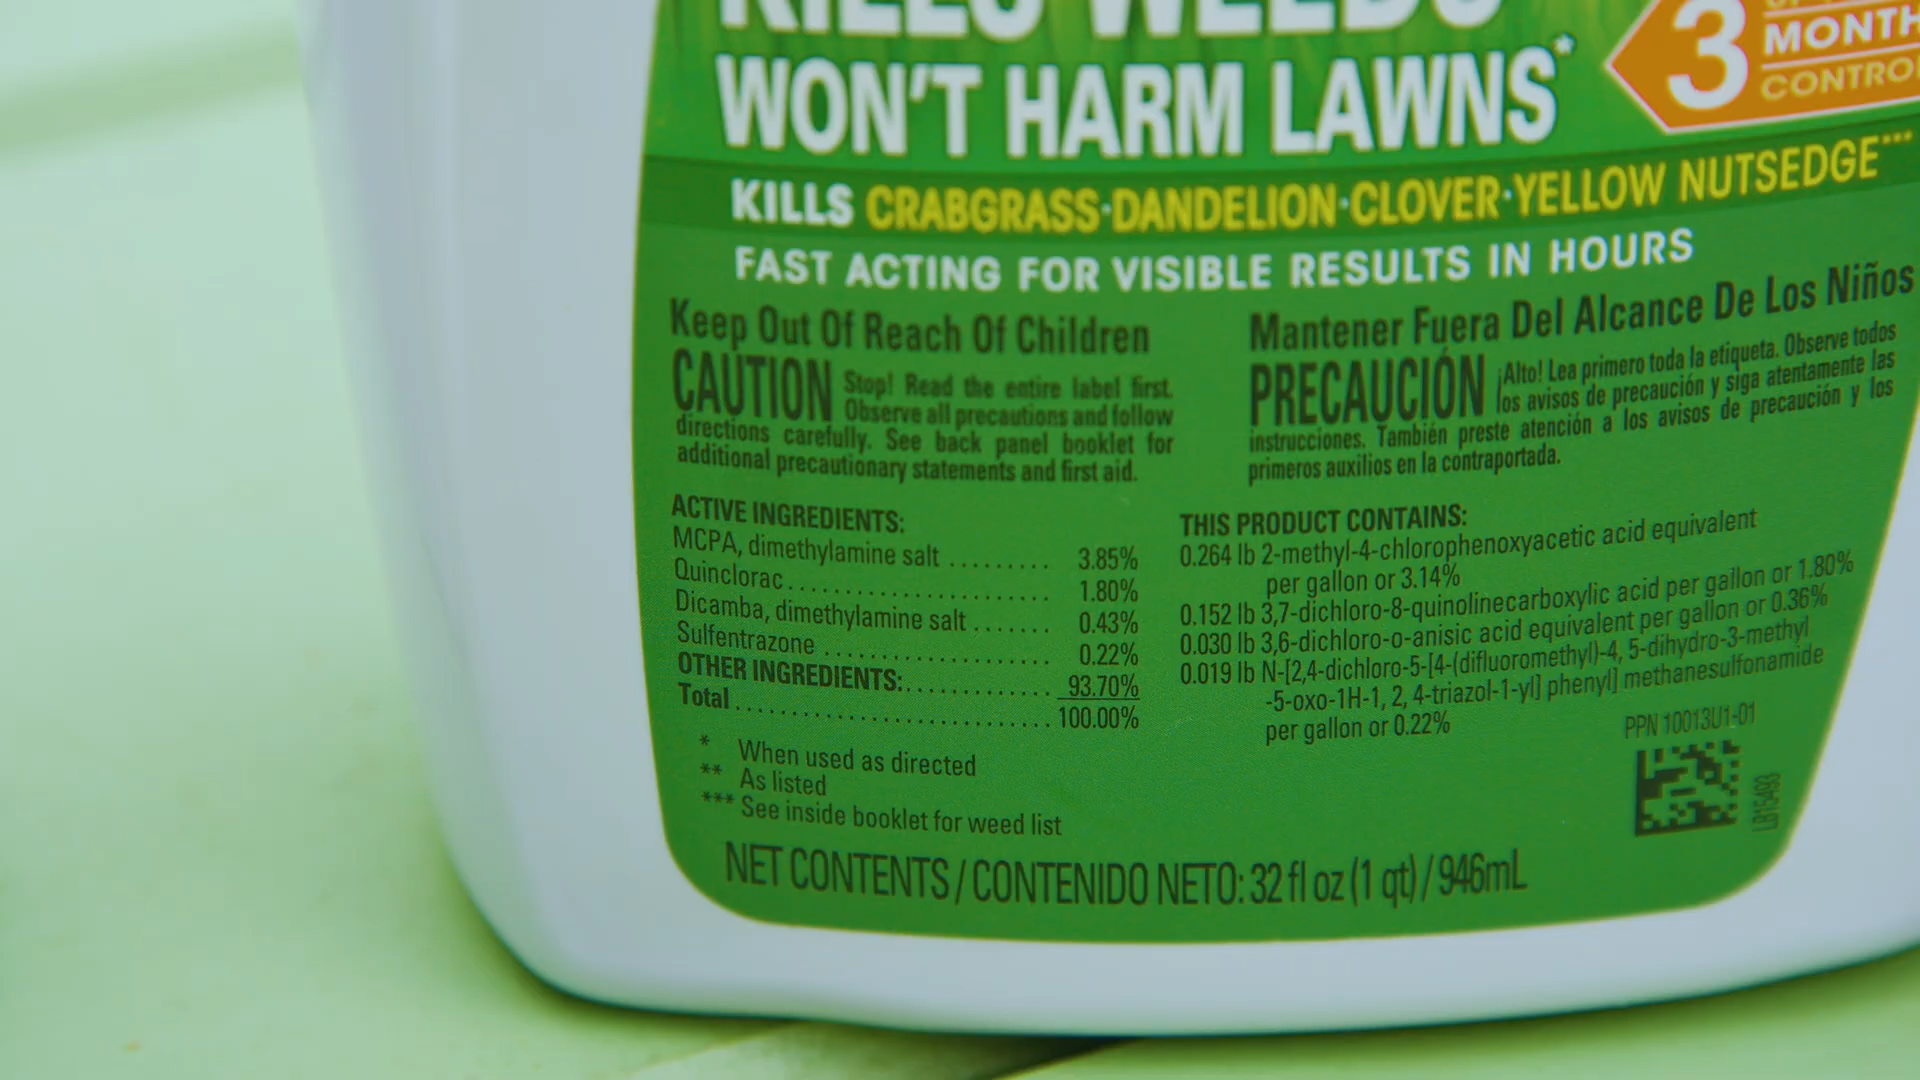 KILLS WEEDS
WON'T HARM LAWNS*
3
MONTH
CONTROL
KILLS CRABGRASS·DANDELION·CLOVER·YELLOW NUTSEDGE***
FAST ACTING FOR VISIBLE RESULTS IN HOURS
Keep Out Of Reach Of Children
CAUTION Stop! Read the entire label first.
Observe all precautions and follow
directions carefully. See back panel booklet for
additional precautionary statements and first aid.
Mantener Fuera Del Alcance De Los Niños
PRECAUCIÓN ¡Alto! Lea primero toda la etiqueta. Observe todos
los avisos de precaución y siga atentamente las
instrucciones. También preste atención a los avisos de precaución y los
primeros auxilios en la contraportada.
ACTIVE INGREDIENTS:
MCPA, dimethylamine salt ......... 3.85%
Quinclorac ........................ 1.80%
Dicamba, dimethylamine salt ....... 0.43%
Sulfentrazone .................... 0.22%
OTHER INGREDIENTS: ............. 93.70%
Total ........................... 100.00%
THIS PRODUCT CONTAINS:
0.264 lb 2-methyl-4-chlorophenoxyacetic acid equivalent
per gallon or 3.14%
0.152 lb 3,7-dichloro-8-quinolinecarboxylic acid per gallon or 1.80%
0.030 lb 3,6-dichloro-o-anisic acid equivalent per gallon or 0.36%
0.019 lb N-[2,4-dichloro-5-[4-(difluoromethyl)-4, 5-dihydro-3-methyl
-5-oxo-1H-1, 2, 4-triazol-1-yl] phenyl] methanesulfonamide
per gallon or 0.22%
* When used as directed
** As listed
*** See inside booklet for weed list
PPN 10013U1-01
LB15493
NET CONTENTS / CONTENIDO NETO: 32 fl oz (1 qt) / 946mL